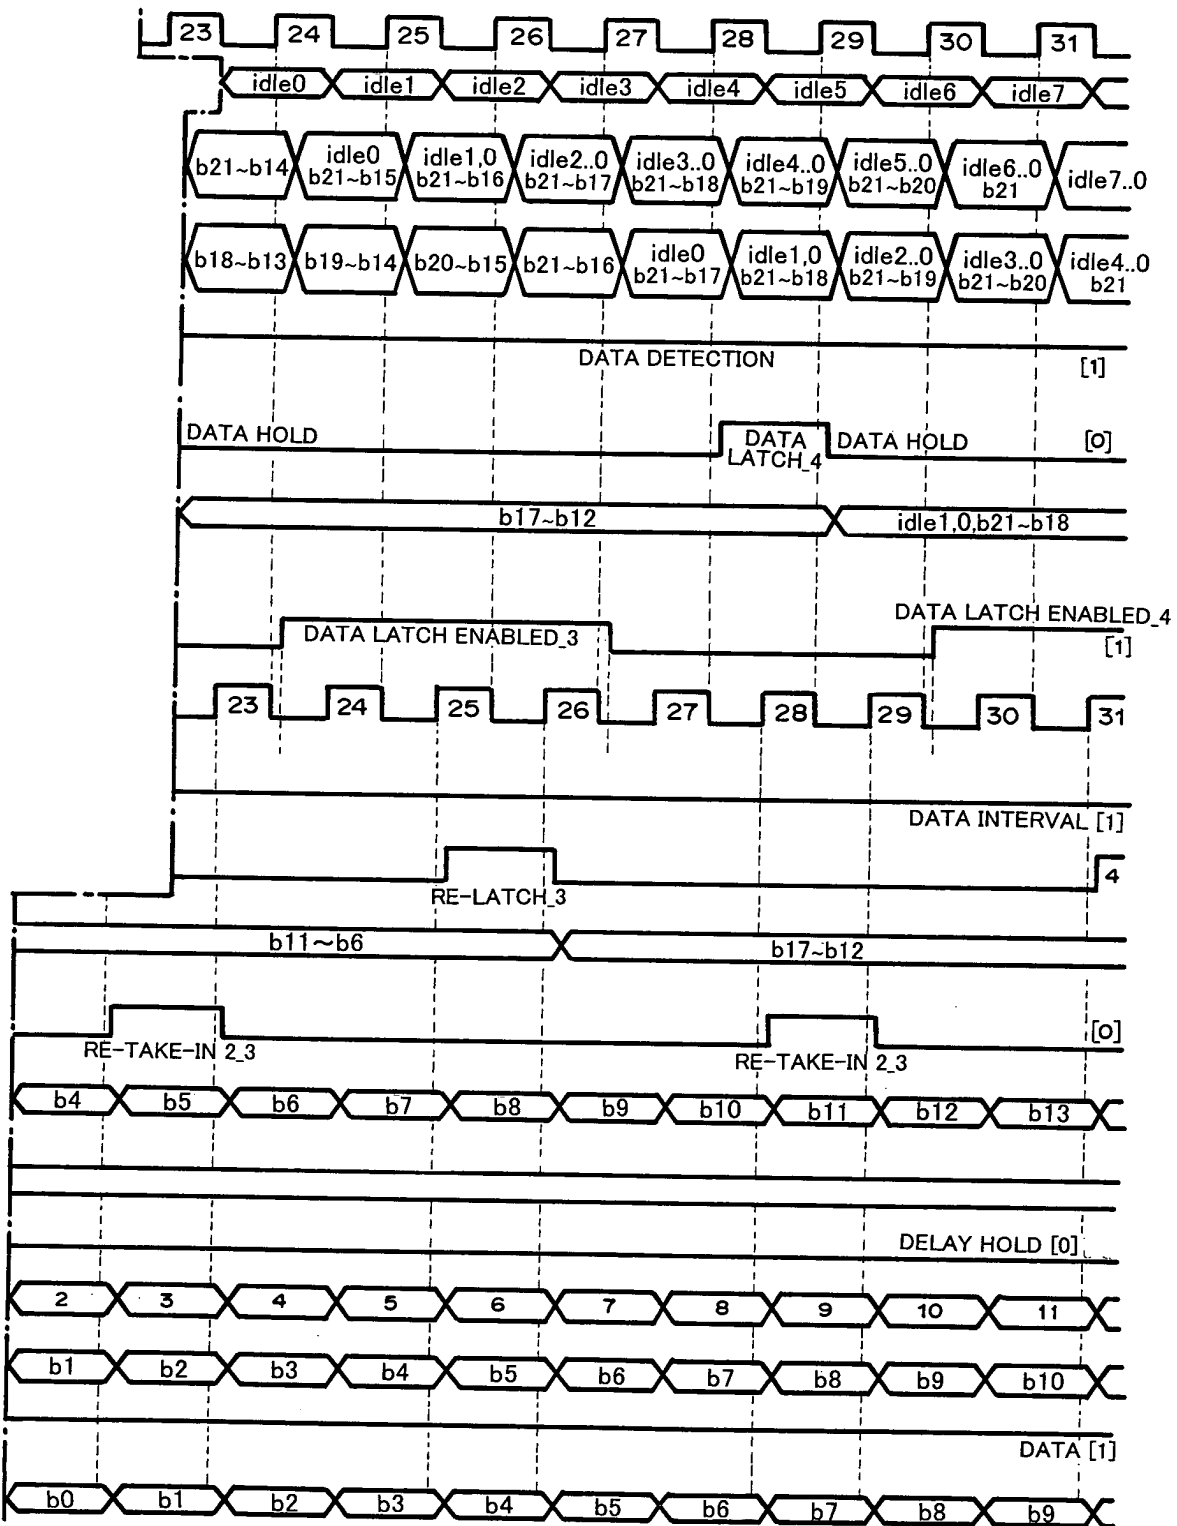 23 24 25 26 27 28 29 30 31
idle0 idle1 idle2 idle3 idle4 idle5 idle6 idle7
b21~b14 idle0 idle1,0 idle2..0 idle3..0 idle4..0 idle5..0 idle6..0 idle7..0
b21~b15 b21~b16 b21~b17 b21~b18 b21~b19 b21~b20 b21
b18~b13 b19~b14 b20~b15 b21~b16 idle0 idle1,0 idle2..0 idle3..0 idle4..0
b21~b17 b21~b18 b21~b19 b21~b20 b21
DATA DETECTION [1]
DATA HOLD DATA DATA HOLD [0]
LATCH_4
b17~b12 idle1,0,b21~b18
DATA LATCH ENABLED_4
DATA LATCH ENABLED_3 [1]
23 24 25 26 27 28 29 30 31
DATA INTERVAL [1]
4
RE-LATCH_3
b11~b6 b17~b12
[0]
RE-TAKE-IN 2_3 RE-TAKE-IN 2_3
b4 b5 b6 b7 b8 b9 b10 b11 b12 b13
DELAY HOLD [0]
2 3 4 5 6 7 8 9 10 11
b1 b2 b3 b4 b5 b6 b7 b8 b9 b10
DATA [1]
b0 b1 b2 b3 b4 b5 b6 b7 b8 b9